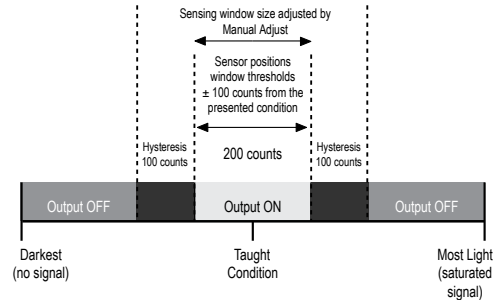 Sensing window size adjusted by
Manual Adjust
Sensor positions
window thresholds
± 100 counts from the
presented condition
Hysteresis
100 counts
200 counts
Hysteresis
100 counts
Output OFF
Output ON
Output OFF
Darkest
(no signal)
Taught
Condition
Most Light
(saturated
signal)